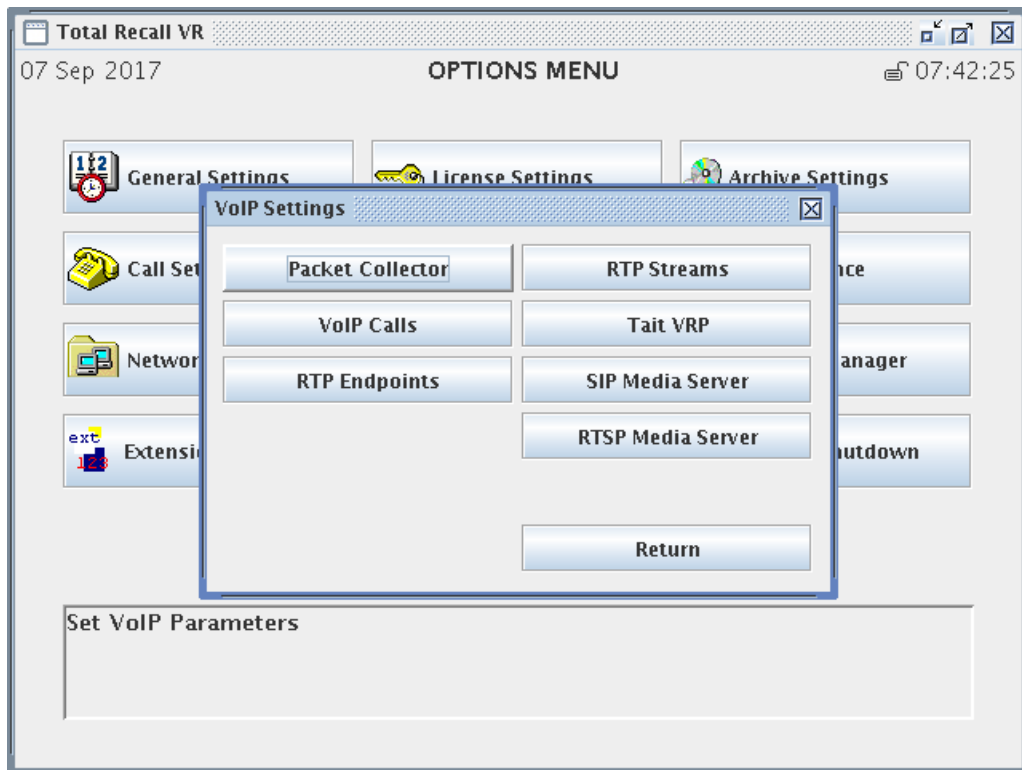 Total Recall VR
07 Sep 2017 OPTIONS MENU 07:42:25
General Settings License Settings Archive Settings
VoIP Settings
Call Set
Packet Collector RTP Streams
nce
VoIP Calls Tait VRP
Networ
RTP Endpoints SIP Media Server
anager
ext
123
Extensi
RTSP Media Server
utdown
Return
Set VoIP Parameters